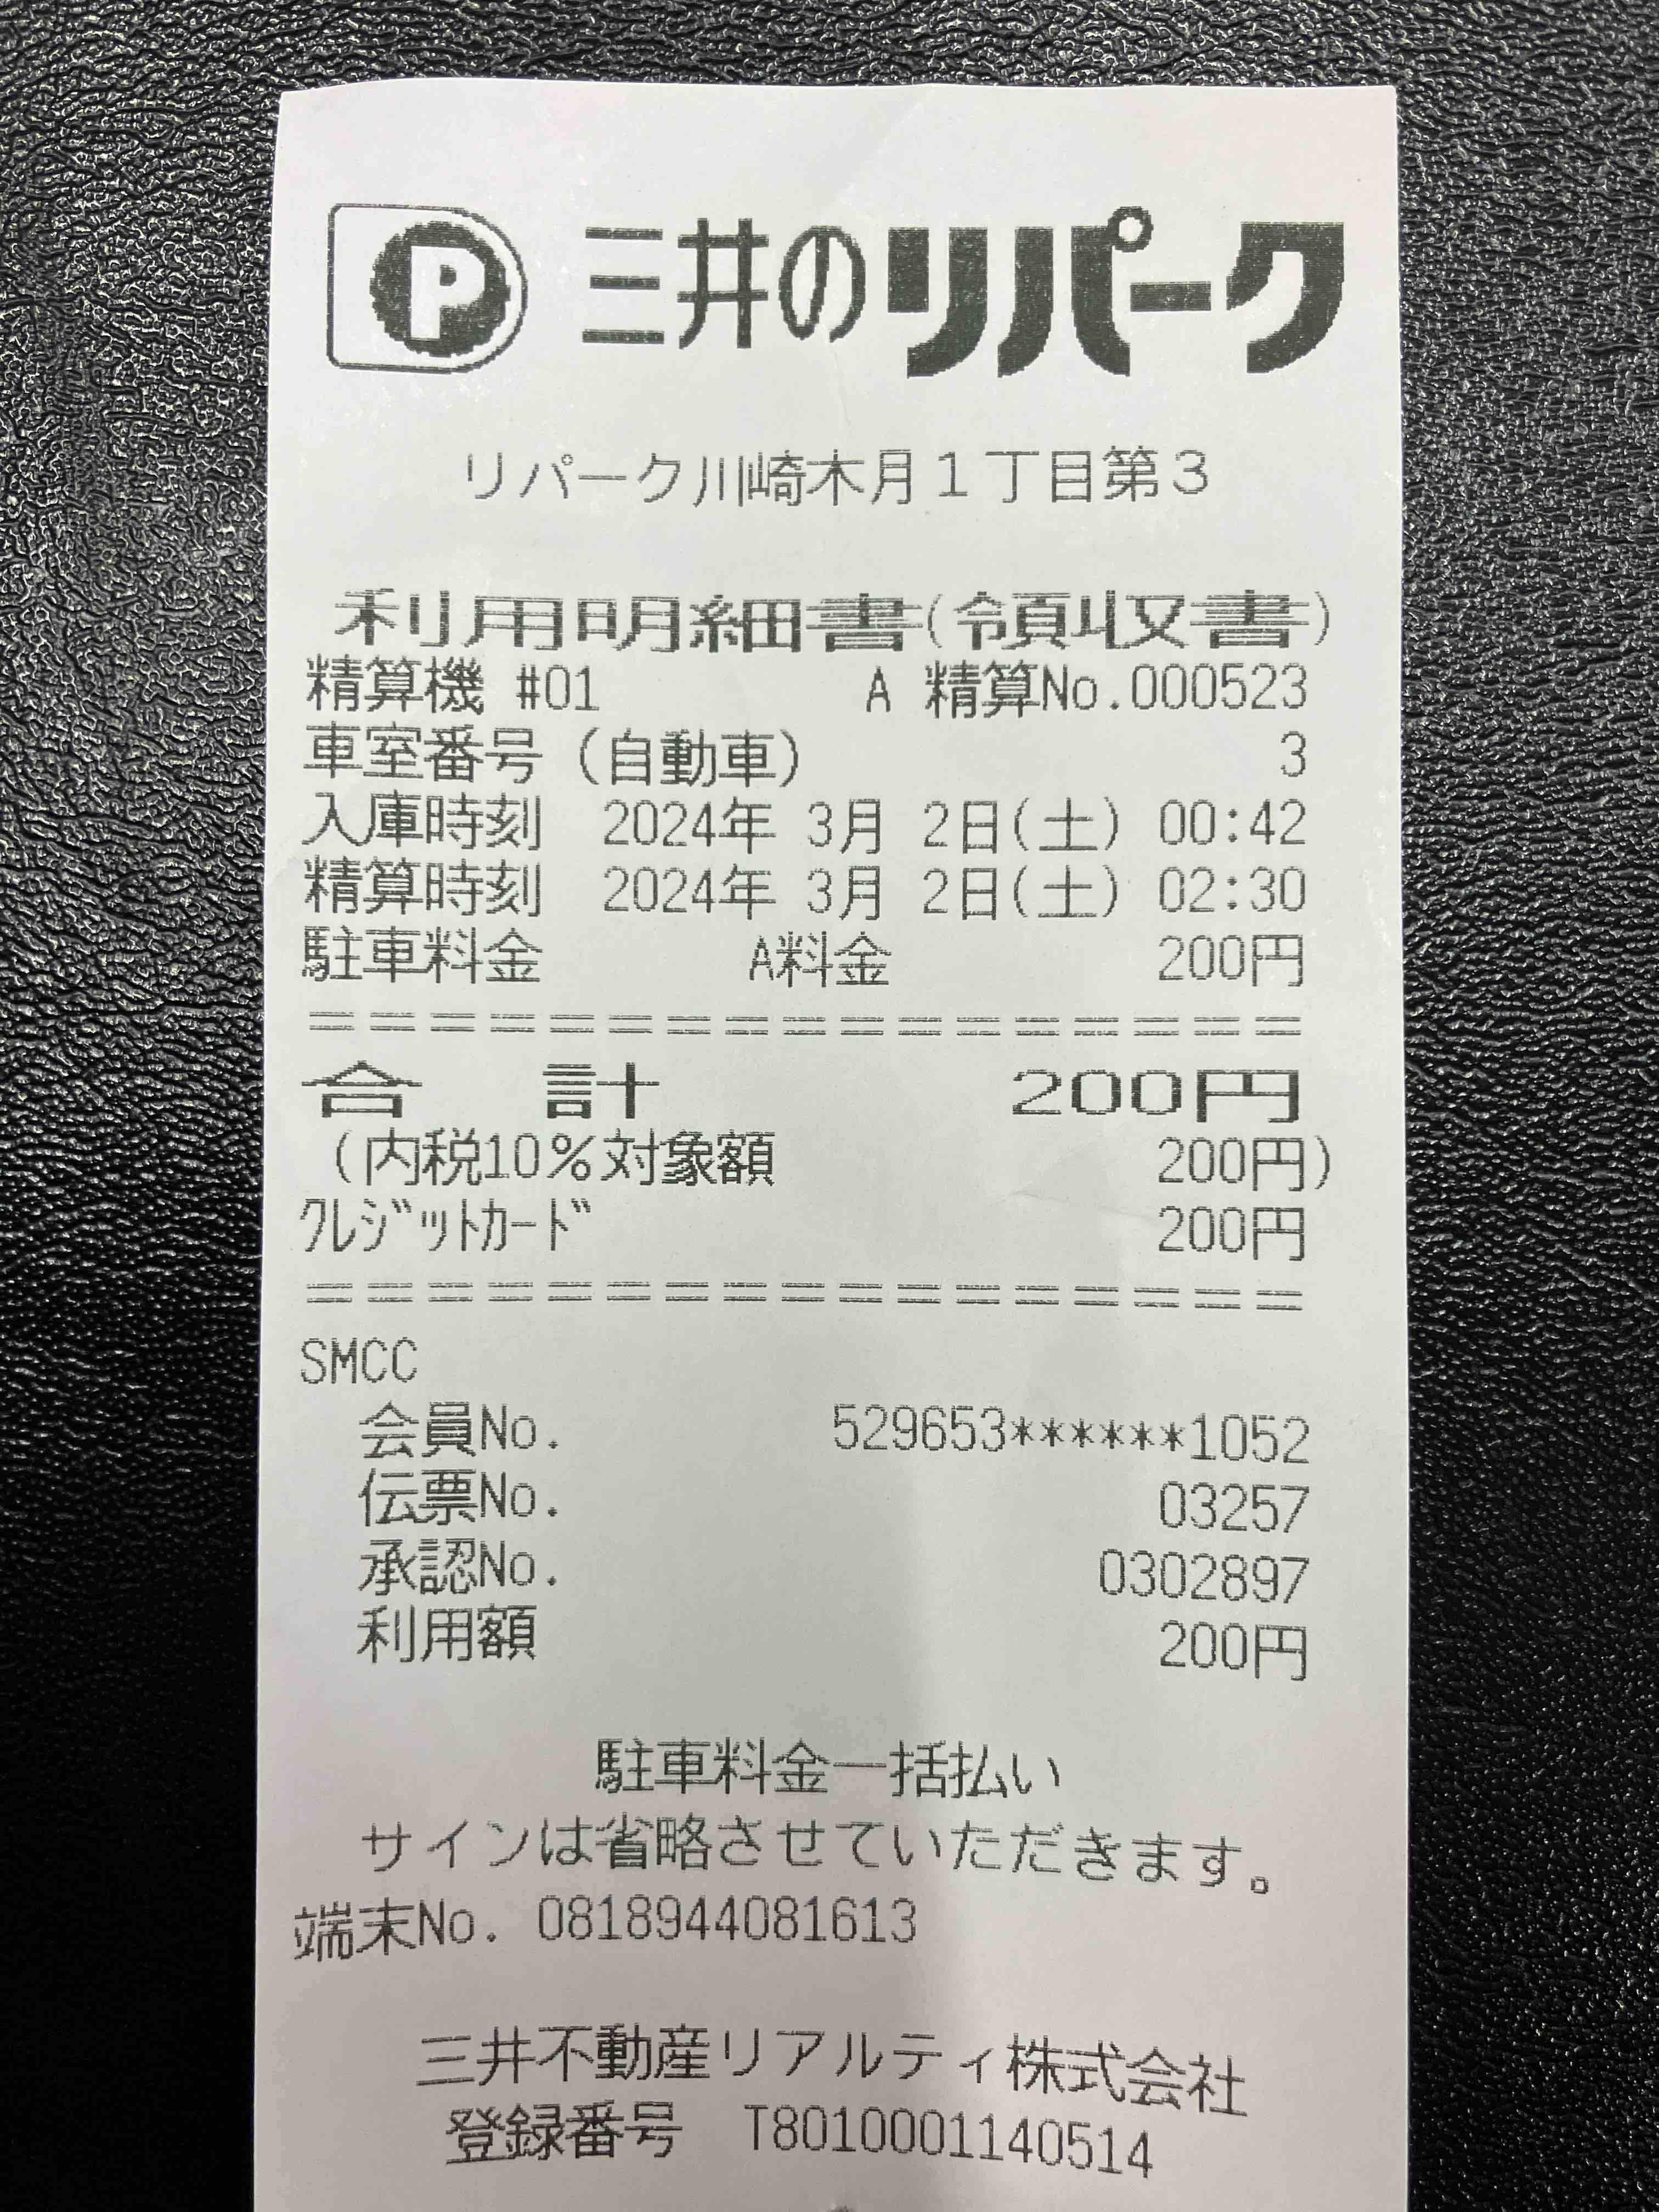 P 三井のリパーク
リパーク川崎木月1丁目第3
利用明細書(領収書)
精算機 #01 A 精算No.000523
車室番号 (自動車) 3
入庫時刻 2024年 3月 2日(土) 00:42
精算時刻 2024年 3月 2日(土) 02:30
駐車料金 A料金 200円
=================
合 計 200円
(内税10%対象額 200円)
ｸﾚｼﾞｯﾄｶｰﾄﾞ 200円
=================
SMCC
会員No. 529653******1052
伝票No. 03257
承認No. 0302897
利用額 200円
駐車料金一括払い
サインは省略させていただきます。
端末No. 0818944081613
三井不動産リアルティ株式会社
登録番号 T8010001140514